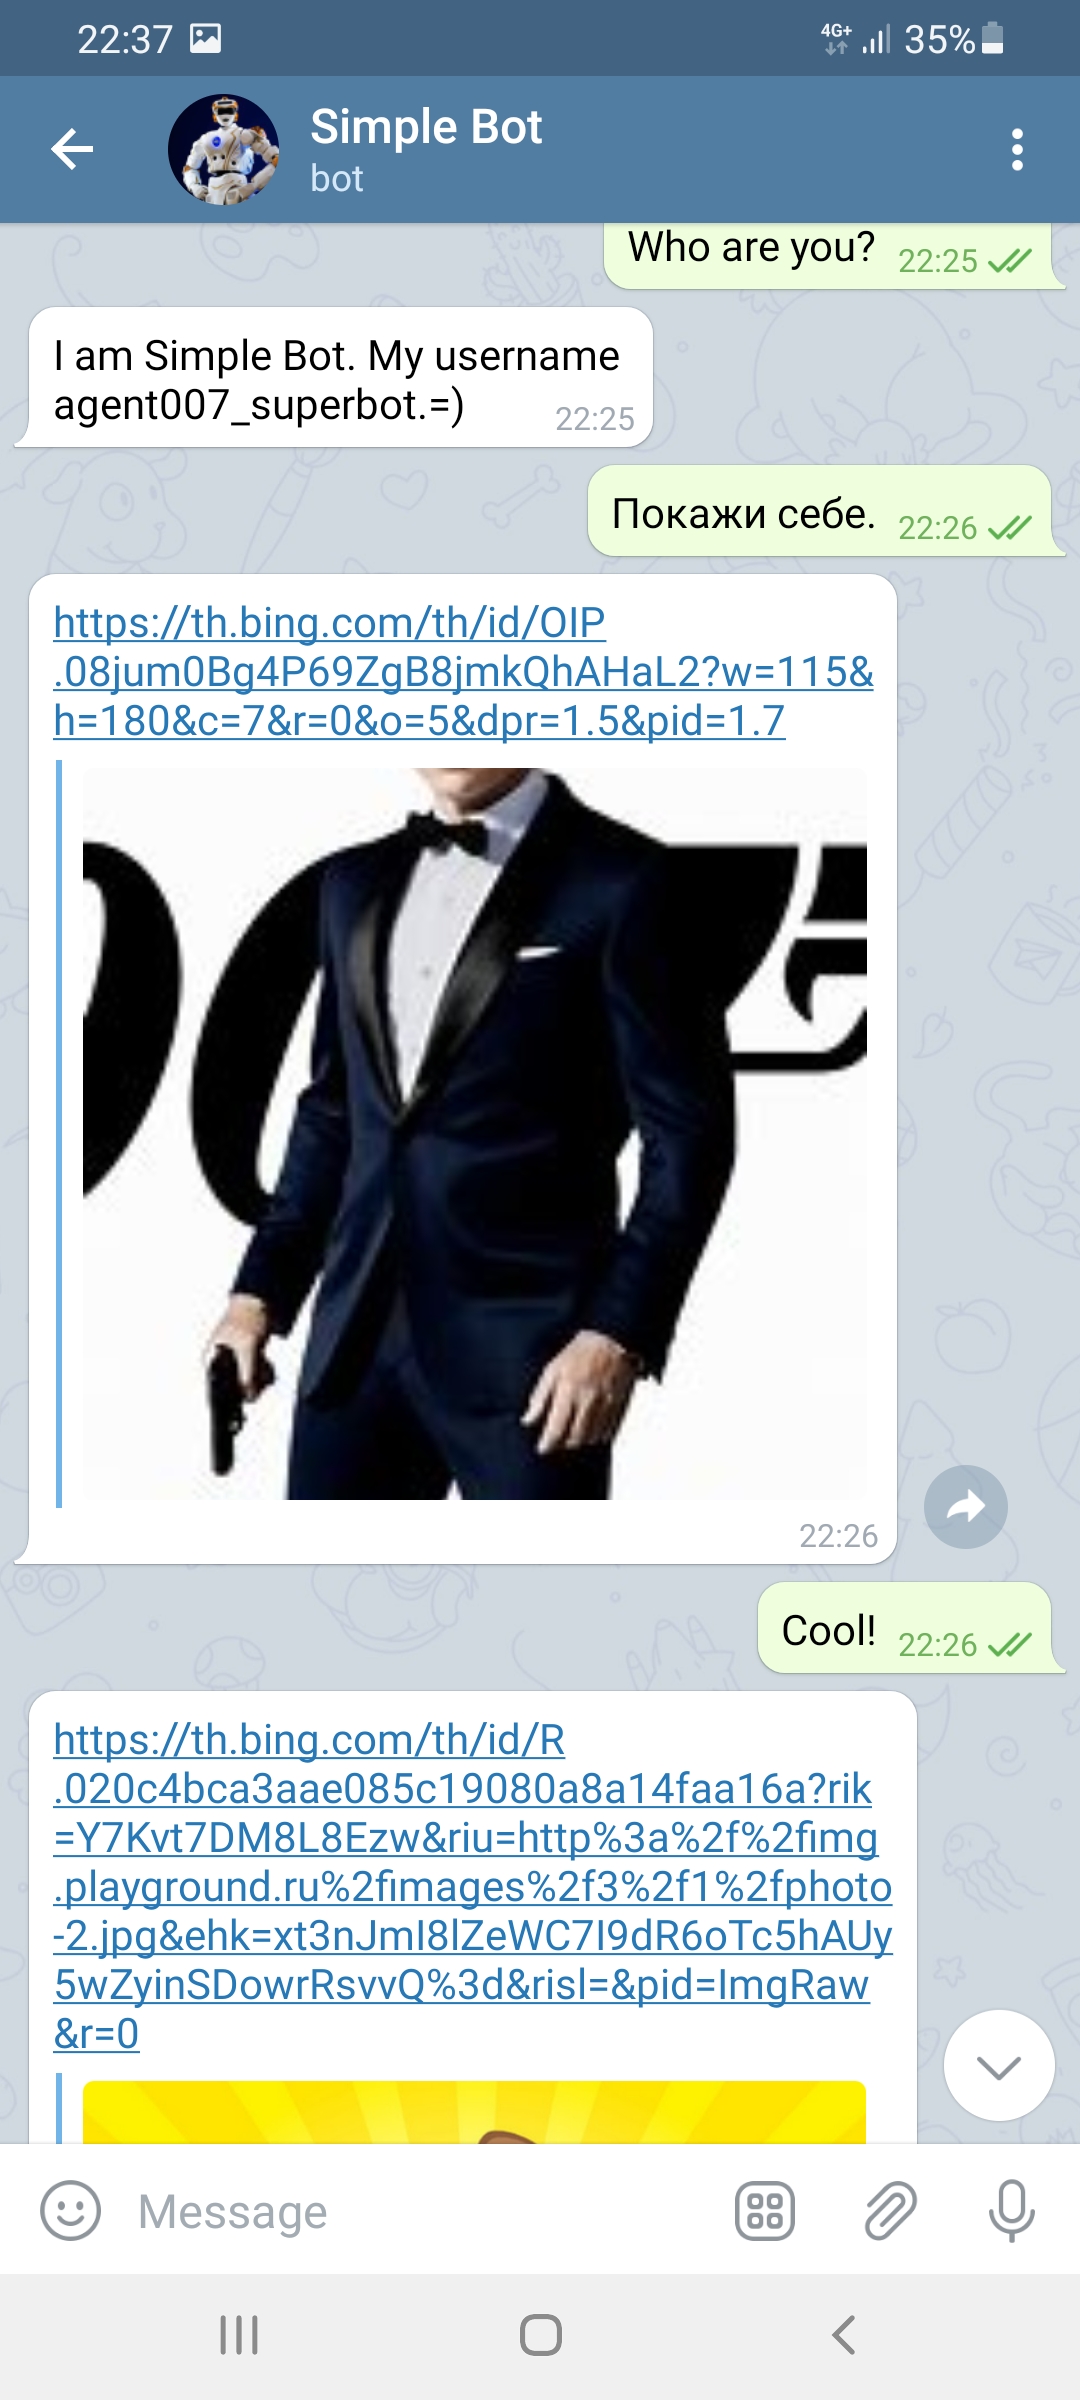 22:37
4G+ 35%
Simple Bot
bot
Who are you? 22:25
I am Simple Bot. My username
agent007_superbot.=) 22:25
Покажи себе. 22:26
https://th.bing.com/th/id/OIP
.08jum0Bg4P69ZgB8jmkQhAHaL2?w=115&
h=180&c=7&r=0&o=5&dpr=1.5&pid=1.7
22:26
Cool! 22:26
https://th.bing.com/th/id/R
.020c4bca3aae085c19080a8a14faa16a?rik
=Y7Kvt7DM8L8Ezw&riu=http%3a%2f%2fimg
.playground.ru%2fimages%2f3%2f1%2fphoto
-2.jpg&ehk=xt3nJmI8lZeWC7I9dR6oTc5hAUy
5wZyinSDowrRsvvQ%3d&risl=&pid=ImgRaw
&r=0
Message